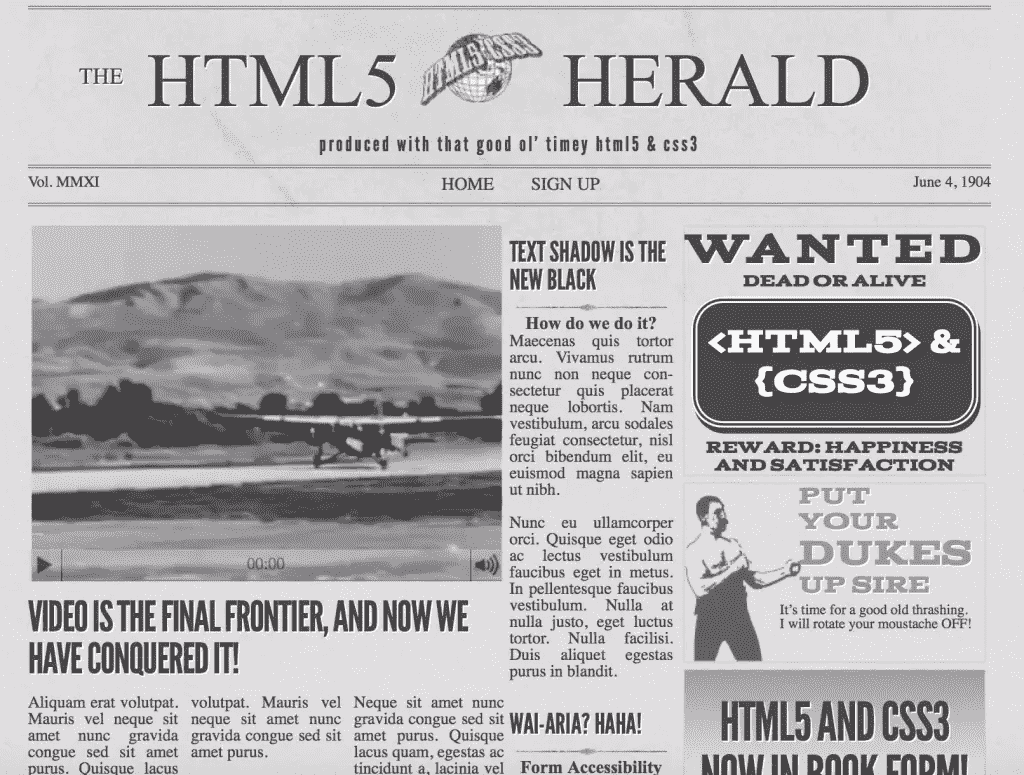 THE HTML5 HTML5 & CSS3 HERALD
produced with that good ol' timey html5 & css3
Vol. MMXI HOME SIGN UP June 4, 1904
00:00
VIDEO IS THE FINAL FRONTIER, AND NOW WE
HAVE CONQUERED IT!
Aliquam erat volutpat.
Mauris vel neque sit
amet nunc gravida
congue sed sit amet
purus. Quisque lacus
volutpat. Mauris vel
neque sit amet nunc
gravida congue sed sit
amet purus.
Neque sit amet nunc
gravida congue sed sit
amet purus. Quisque
lacus quam, egestas ac
tincidunt a, lacinia vel
TEXT SHADOW IS THE
NEW BLACK
How do we do it?
Maecenas quis tortor
arcu. Vivamus rutrum
nunc non neque con-
sectetur quis placerat
neque lobortis. Nam
vestibulum, arcu sodales
feugiat consectetur, nisl
orci bibendum elit, eu
euismod magna sapien
ut nibh.
Nunc eu ullamcorper
orci. Quisque eget odio
ac lectus vestibulum
faucibus eget in metus.
In pellentesque faucibus
vestibulum. Nulla at
nulla justo, eget luctus
tortor. Nulla facilisi.
Duis aliquet egestas
purus in blandit.
WAI-ARIA? HAHA!
Form Accessibility
WANTED
DEAD OR ALIVE
<HTML5> &
{CSS3}
REWARD: HAPPINESS
AND SATISFACTION
PUT
YOUR
DUKES
UP SIRE
It's time for a good old thrashing.
I will rotate your moustache OFF!
HTML5 AND CSS3
NOW IN BOOK FORM!